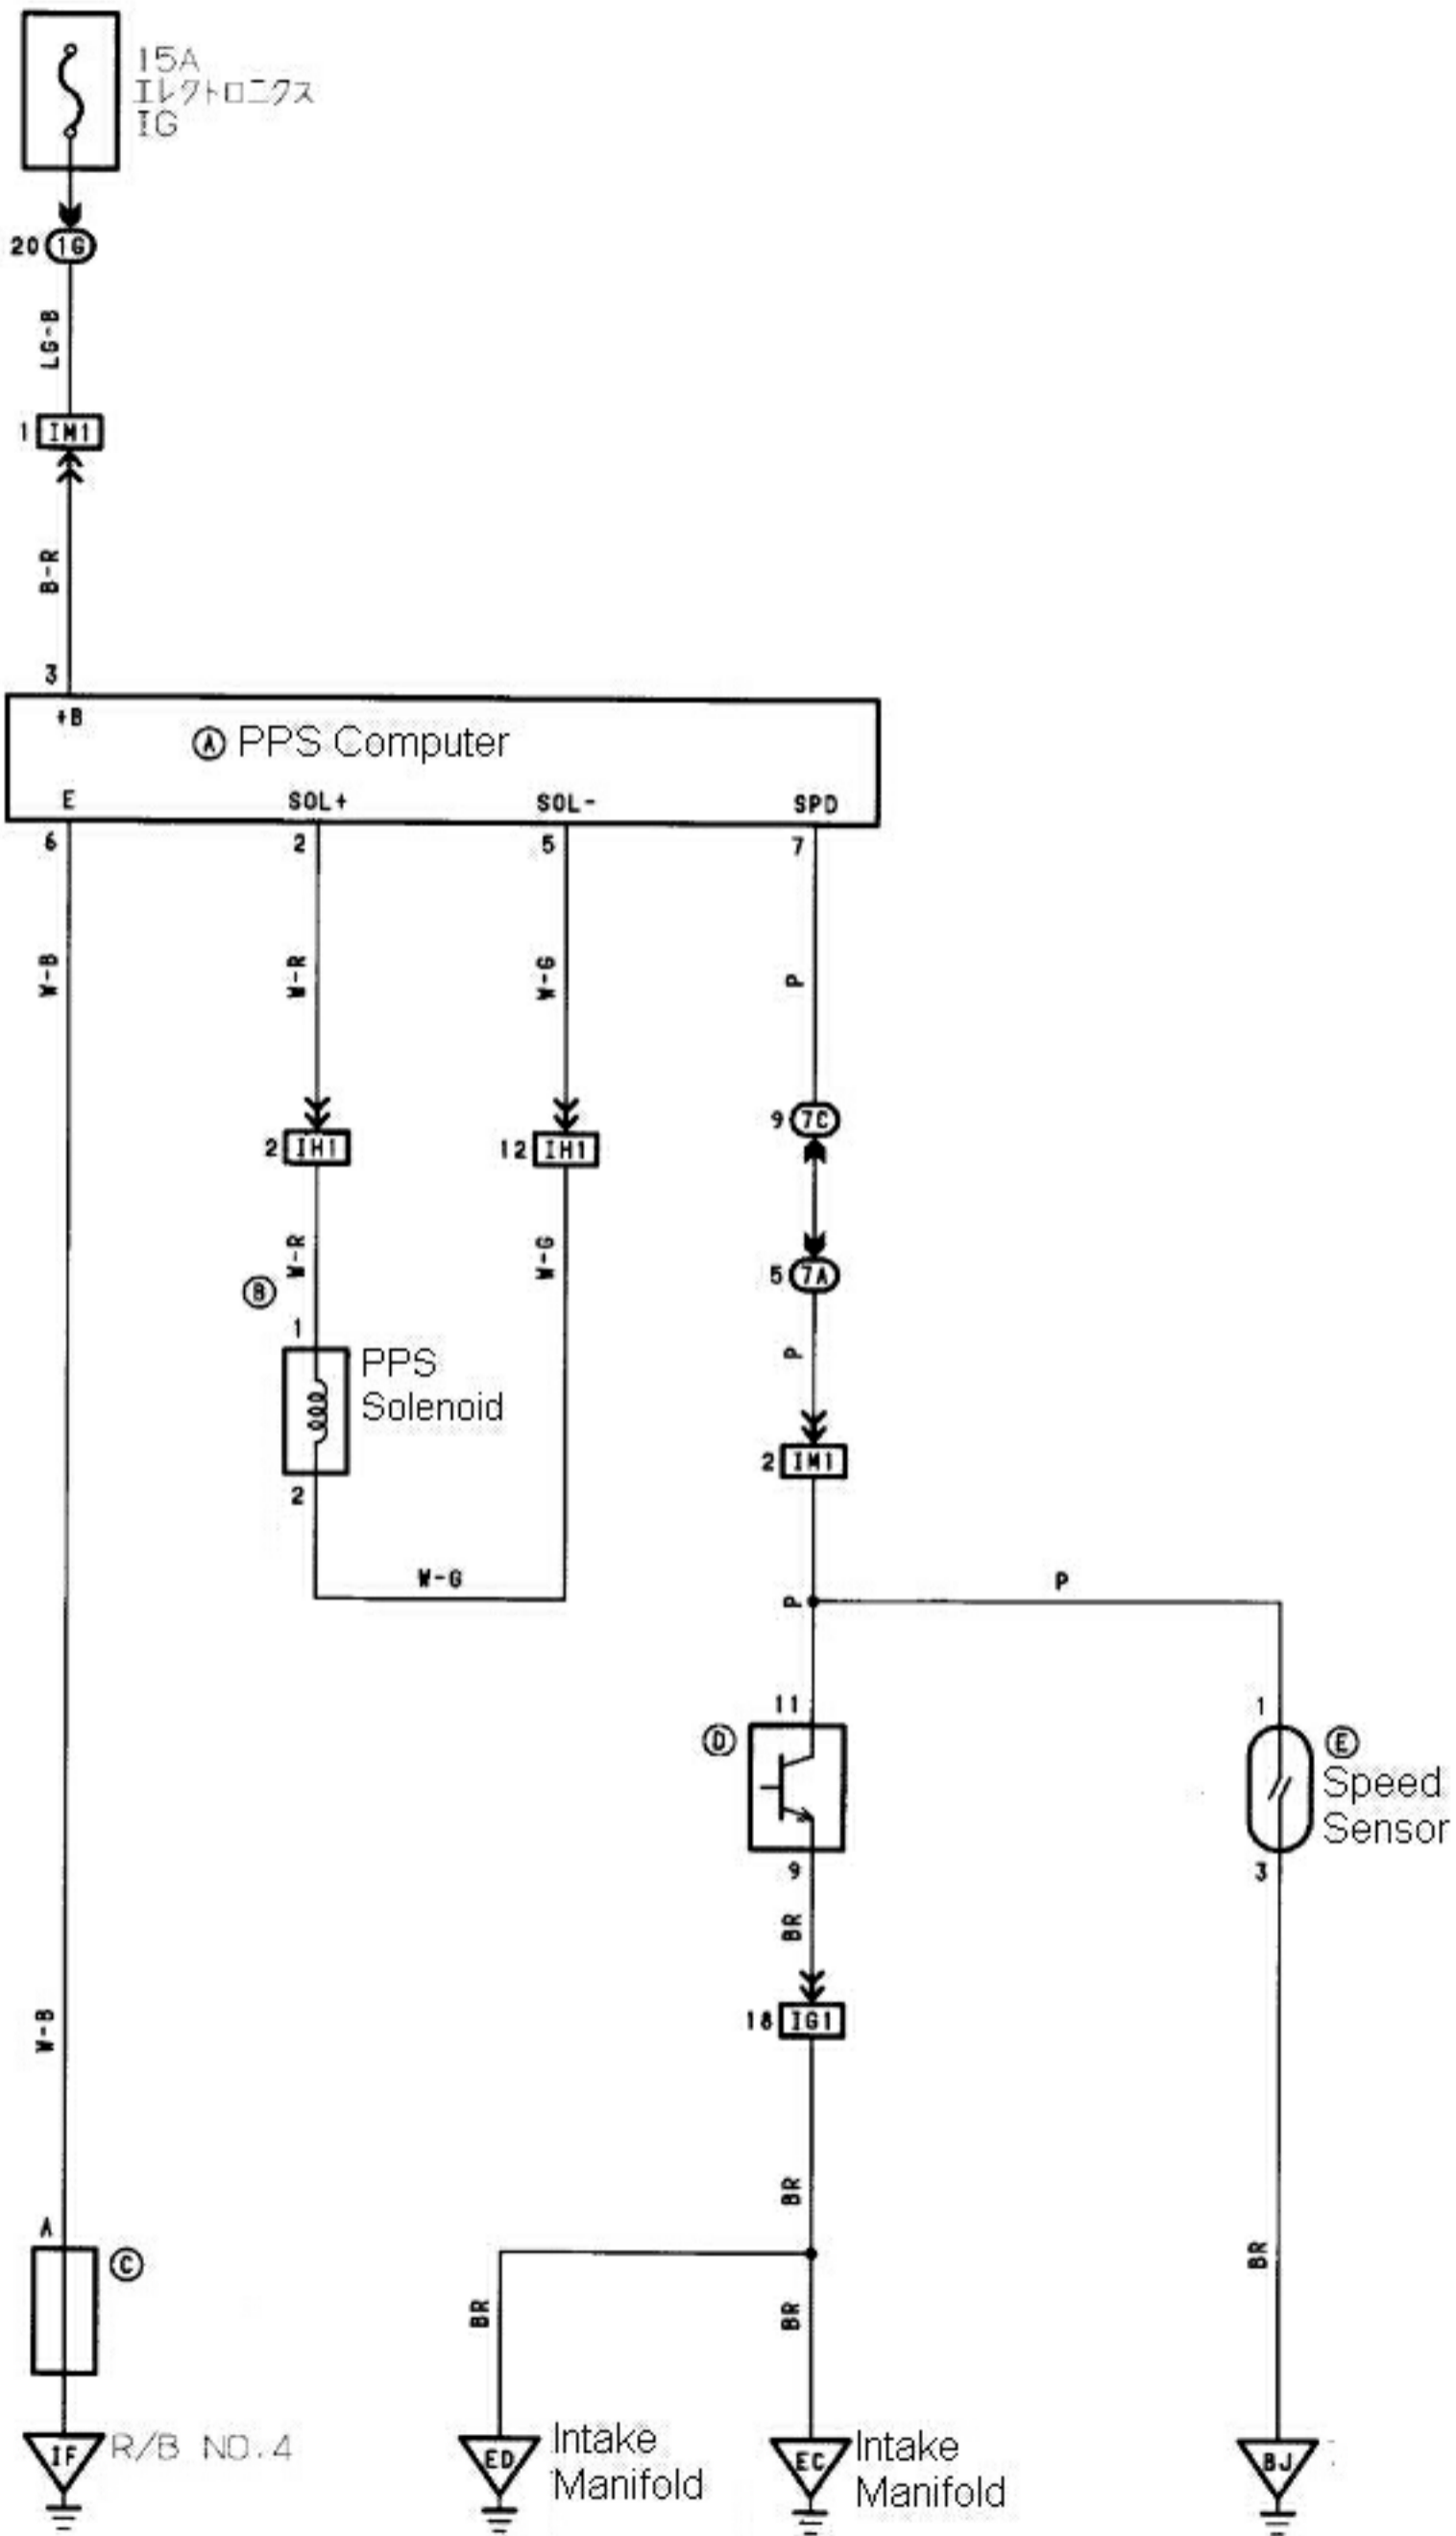 15A
エレクトロニクス
IG
20 1G
LG-B
1 IM1
B-R
3
+B
A PPS Computer
E SOL+ SOL- SPD
6 2 5 7
W-B W-R W-G P
9 7C
2 IH1 12 IH1
W-R W-G
5 7A
B
1
P
PPS
Solenoid
2 IM1
2
W-G
P P
11 1
D E
Speed
Sensor
9 3
BR
18 IG1
W-B
BR
A
C
BR
BR BR
IF R/B NO.4
ED Intake
Manifold
EC Intake
Manifold
BJ